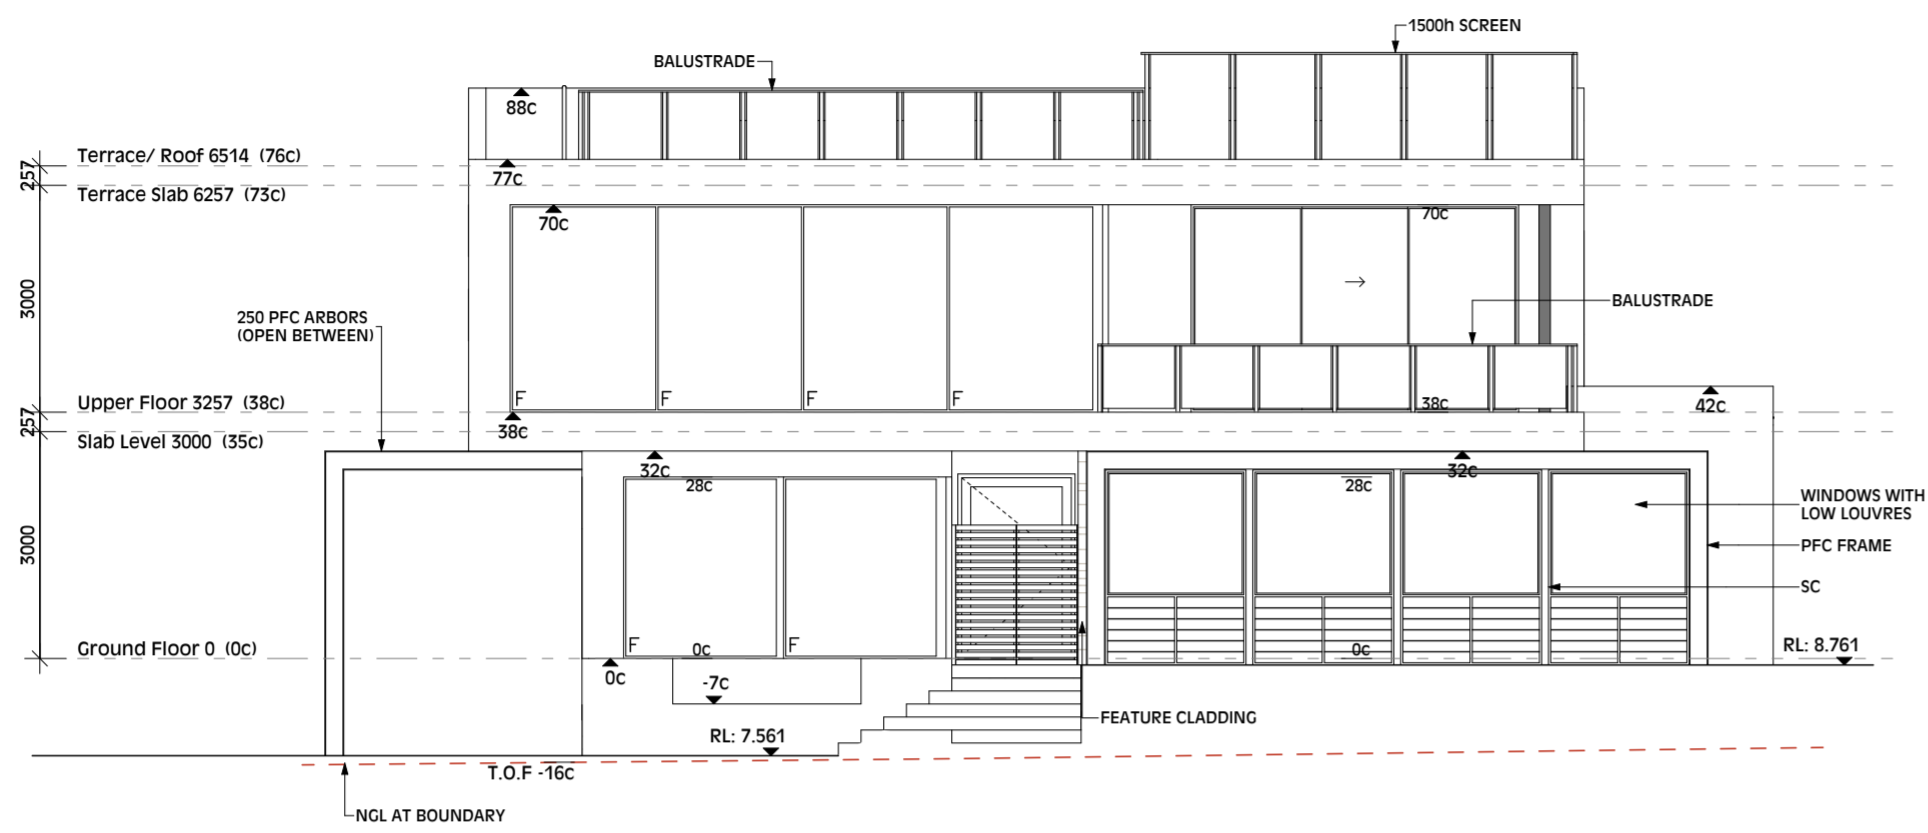 1500h SCREEN
BALUSTRADE
88c
Terrace/ Roof 6514 (76c)
257
77c
Terrace Slab 6257 (73c)
70c
70c
3000
BALUSTRADE
250 PFC ARBORS
(OPEN BETWEEN)
F
F
F
F
Upper Floor 3257 (38c)
38c
42c
257
38c
Slab Level 3000 (35c)
32c
32c
28c
28c
WINDOWS WITH
LOW LOUVRES
3000
PFC FRAME
SC
F
F
Ground Floor 0 (0c)
0c
0c
RL: 8.761
0c
-7c
FEATURE CLADDING
RL: 7.561
T.O.F -16c
NGL AT BOUNDARY